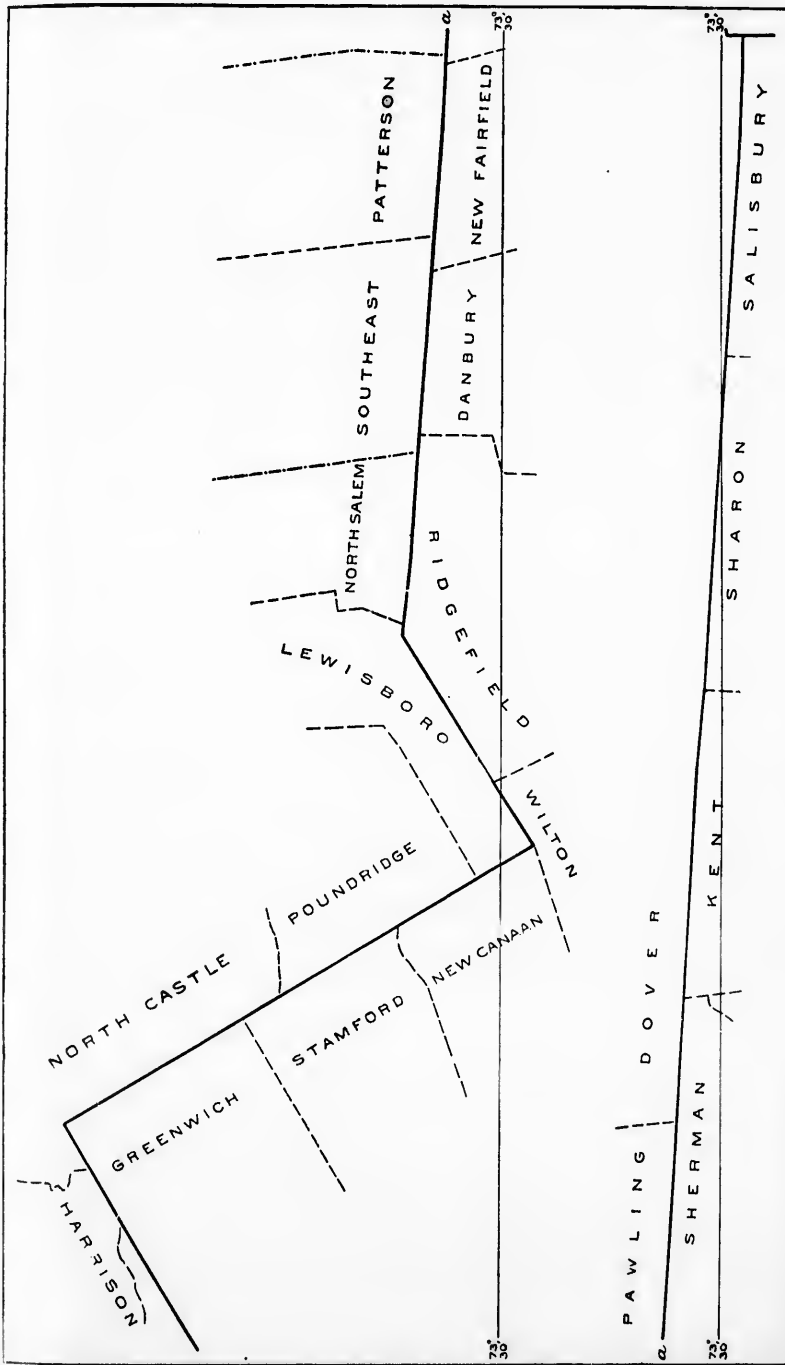 HARRISON
GREENWICH
NORTH CASTLE
STAMFORD
POUNDRIDGE
NEW CANAAN
WILTON
LEWISBORO
RIDGEFIELD
NORTH SALEM
SOUTHEAST
DANBURY
PATTERSON
NEW FAIRFIELD
a
73°
30'
73°
30'
a
PAWLING
SHERMAN
DOVER
KENT
SHARON
SALISBURY
73°
30'
73°
30'